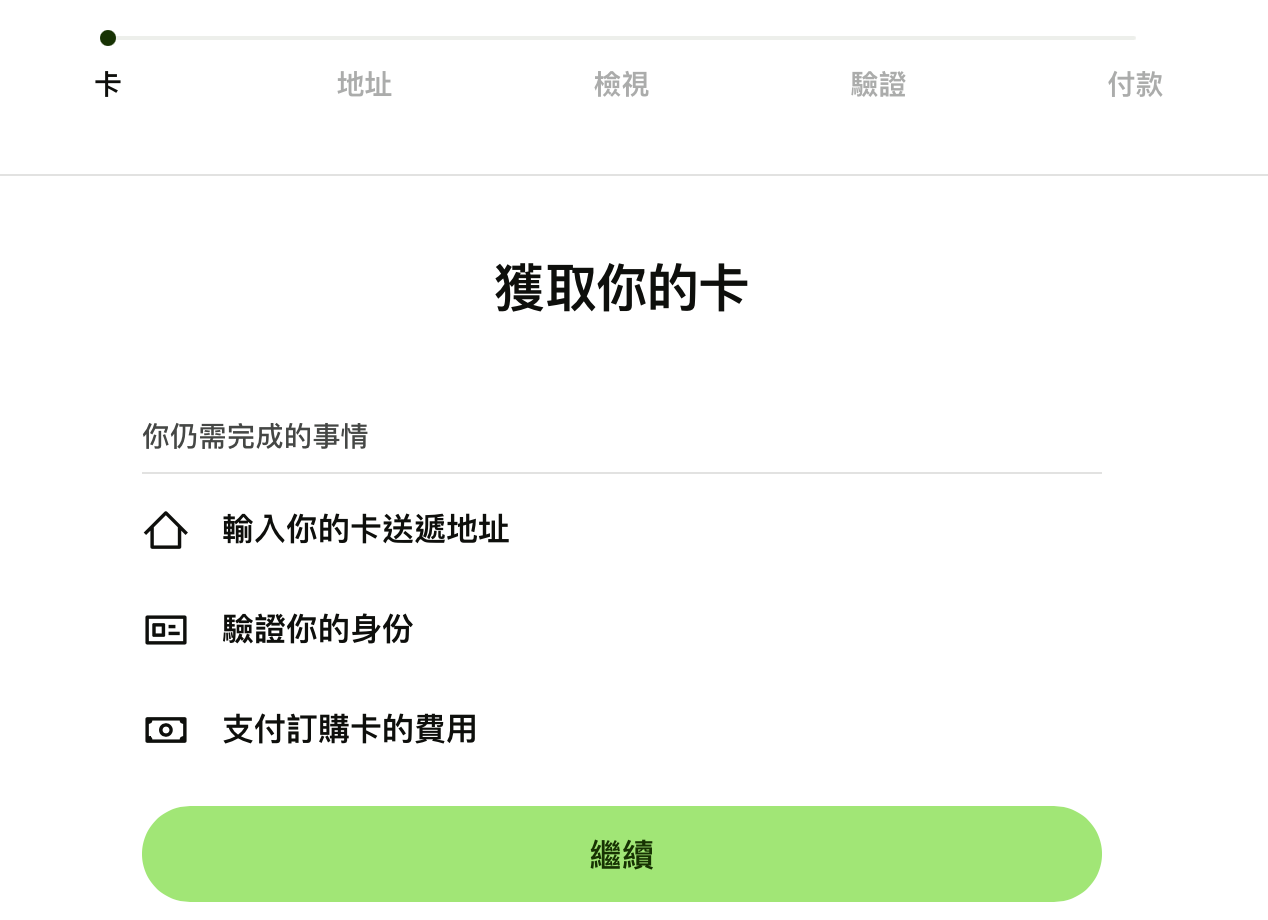 卡 地址 檢視 驗證 付款
獲取你的卡
你仍需完成的事情
輸入你的卡送遞地址
驗證你的身份
支付訂購卡的費用
繼續